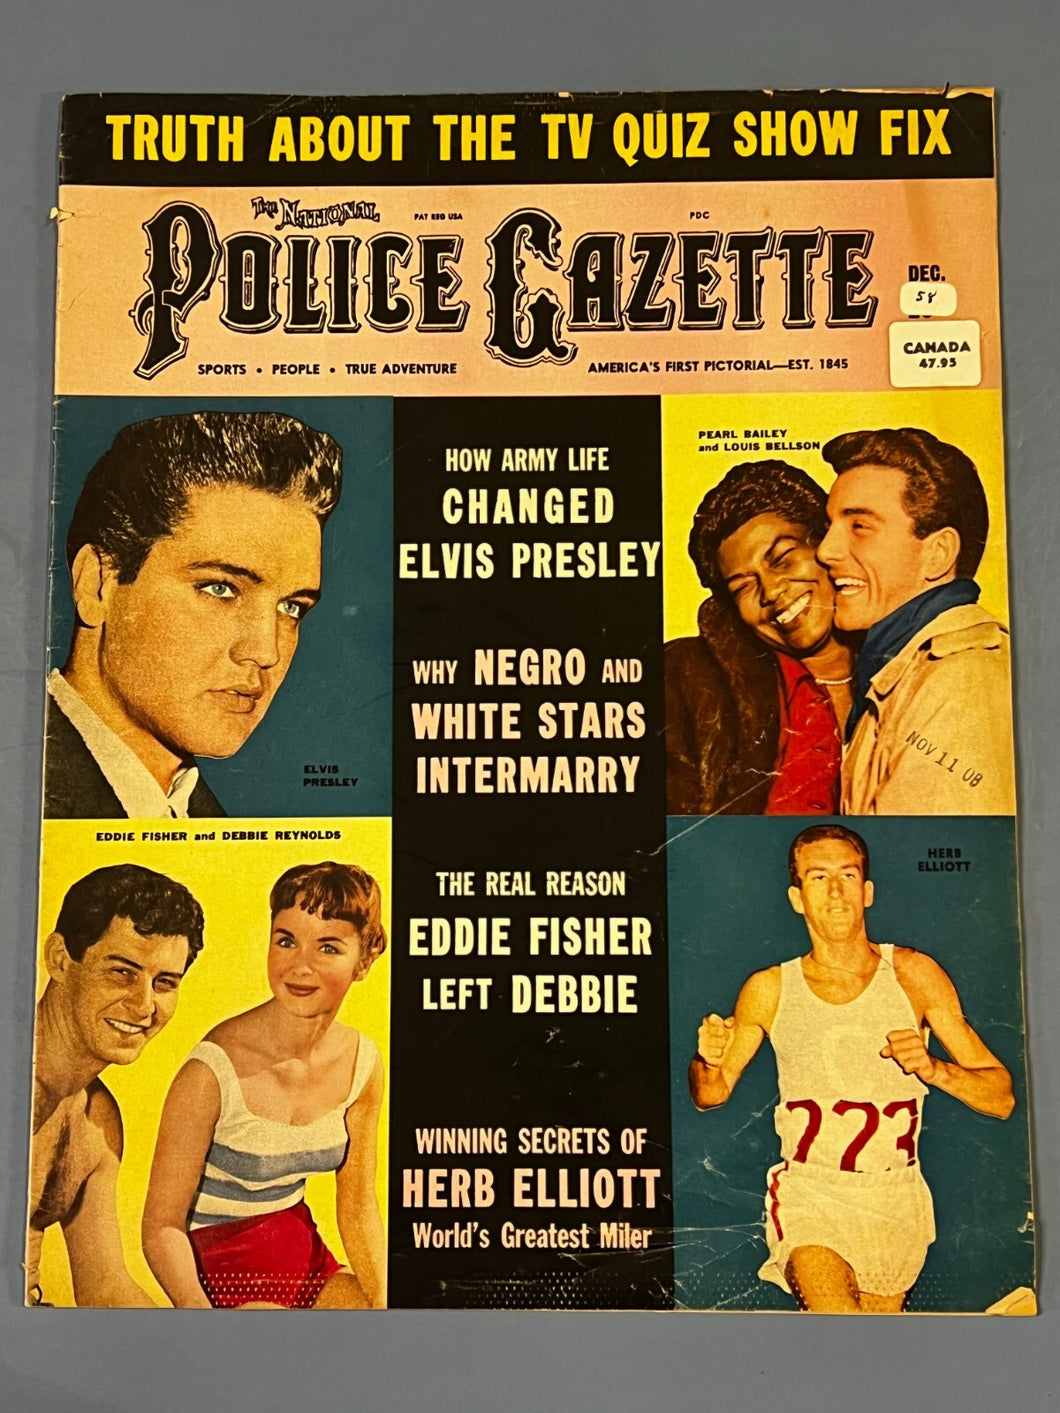 TRUTH ABOUT THE TV QUIZ SHOW FIX
THE NATIONAL
PAT REG USA
PDC
POLICE GAZETTE
DEC.
58
CANADA
47.95
SPORTS • PEOPLE • TRUE ADVENTURE
AMERICA'S FIRST PICTORIAL—EST. 1845
HOW ARMY LIFE
CHANGED
ELVIS PRESLEY
ELVIS
PRESLEY
PEARL BAILEY
and LOUIS BELLSON
WHY NEGRO AND
WHITE STARS
INTERMARRY
NOV 11 08
EDDIE FISHER and DEBBIE REYNOLDS
THE REAL REASON
EDDIE FISHER
LEFT DEBBIE
HERB
ELLIOTT
WINNING SECRETS OF
HERB ELLIOTT
World's Greatest Miler
773